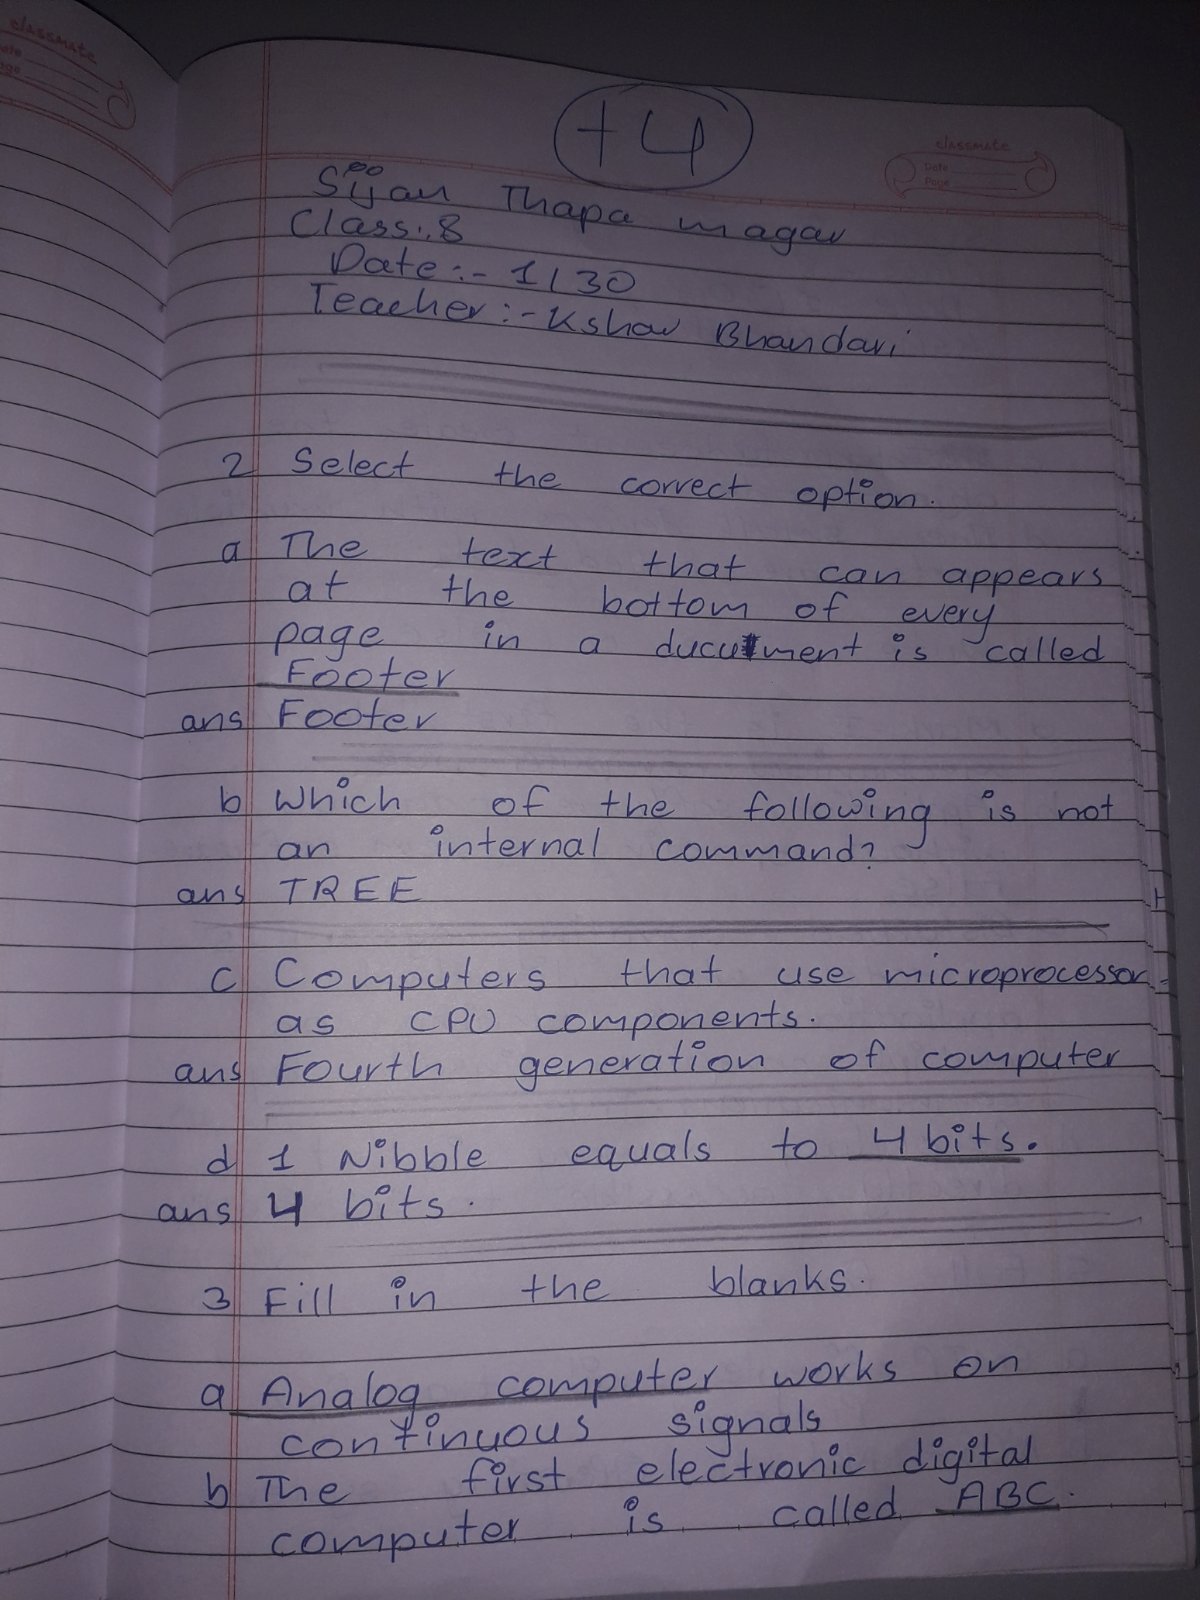 classmate
Date
Page
+4
classmate
Date
Page
Sijan Thapa magar
Class:.8
Date:- 1/30
Teacher:- Kshav Bhandari
2 Select the correct option.
a The text that can appears
at the bottom of every
page in a ducument is called
Footer
ans Footer
b Which of the following is not
an internal command?
ans TREE
c Computers that use microprocessor
as CPU components.
ans Fourth generation of computer
d 1 Nibble equals to 4 bits.
ans 4 bits.
3 Fill in the blanks.
a Analog computer works on
continuous signals
b The first electronic digital
computer is called ABC.